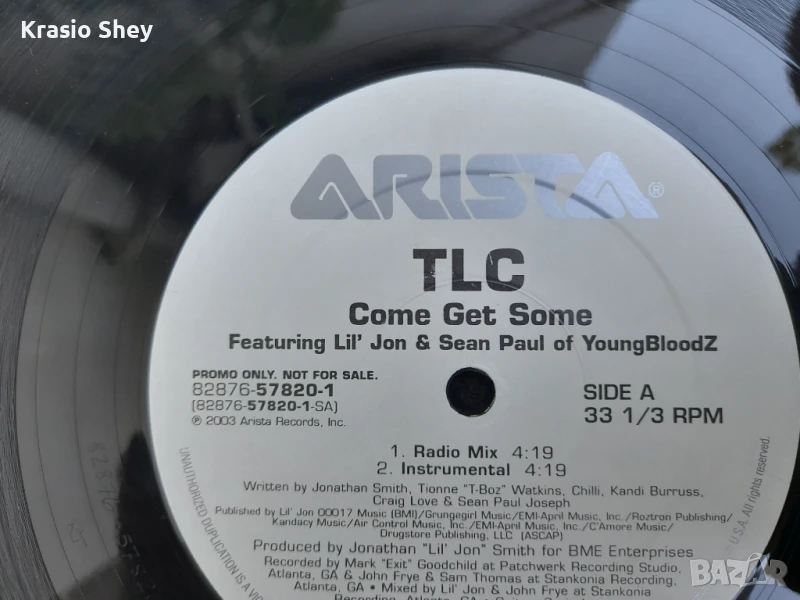 Krasio Shey
ARISTA®
TLC
Come Get Some
Featuring Lil' Jon & Sean Paul of YoungBloodZ
PROMO ONLY. NOT FOR SALE.
82876-57820-1
(82876-57820-1-SA)
℗ 2003 Arista Records, Inc.
SIDE A
33 1/3 RPM
1. Radio Mix 4:19
2. Instrumental 4:19
Written by Jonathan Smith, Tionne "T-Boz" Watkins, Chilli, Kandi Burruss,
Craig Love & Sean Paul Joseph
Published by Lil' Jon 00017 Music (BMI)/Grungegirl Music/EMI-April Music, Inc./Roztron Publishing/
Kandacy Music/Air Control Music, Inc./EMI-April Music, Inc./C'Amore Music/
Drugstore Publishing, LLC (ASCAP)
Produced by Jonathan "Lil' Jon" Smith for BME Enterprises
Recorded by Mark "Exit" Goodchild at Patchwerk Recording Studio,
Atlanta, GA & John Frye & Sam Thomas at Stankonia Recording,
Atlanta, GA • Mixed by Lil' Jon & John Frye at Stankonia
Recording, Atlanta, GA
UNAUTHORIZED DUPLICATION IS A
U.S.A. All rights reserved.
BAZAR